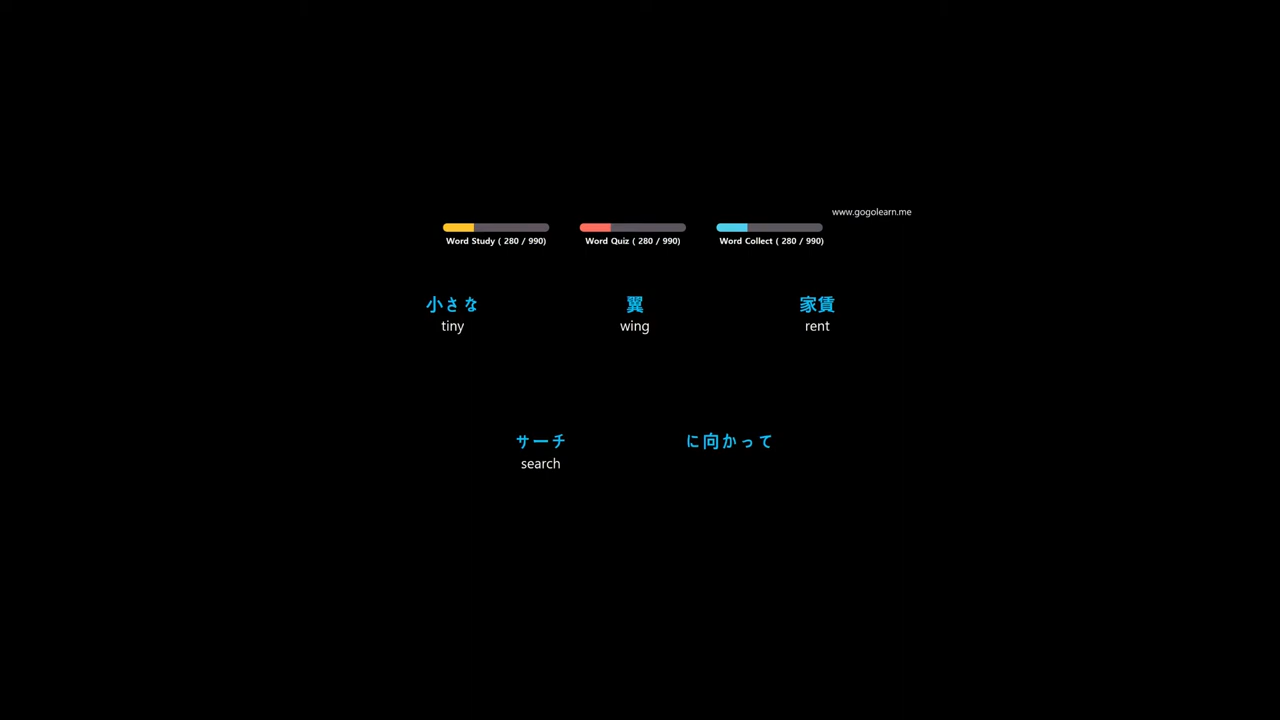 www.gogolearn.me
Word Study ( 280 / 990)
Word Quiz ( 280 / 990)
Word Collect ( 280 / 990)
小さな
tiny
翼
wing
家賃
rent
サーチ
search
に向かって